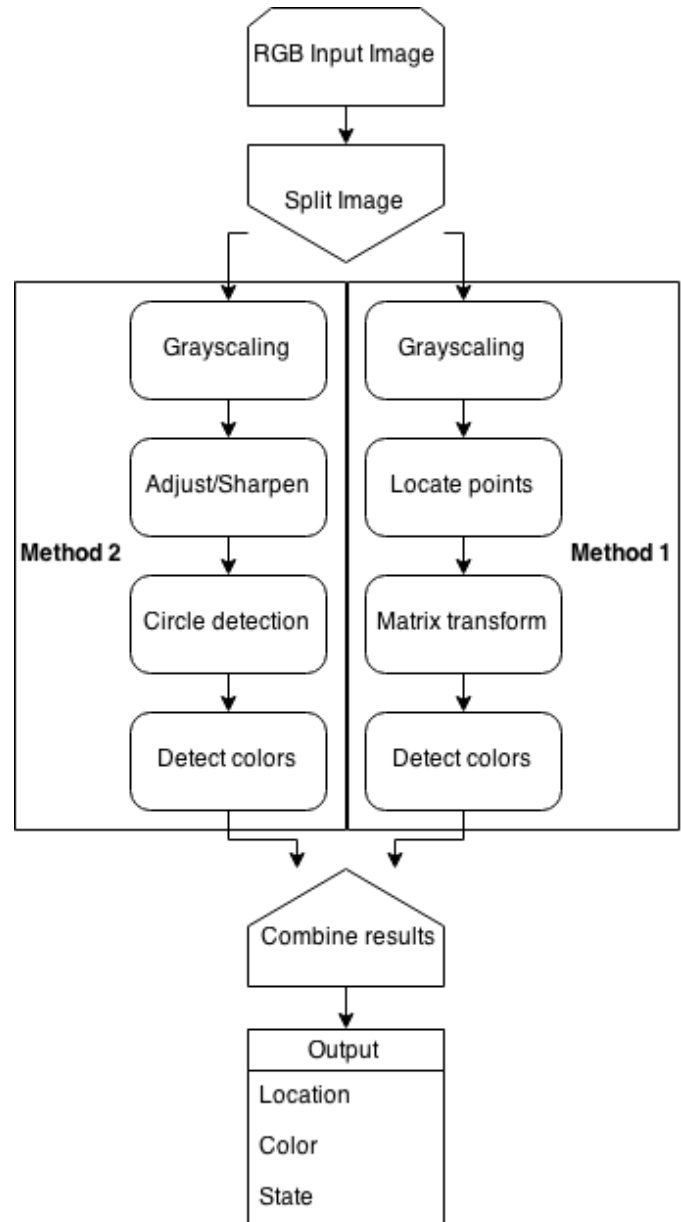 RGB Input Image
Split Image
Grayscaling
Grayscaling
Adjust/Sharpen
Locate points
Method 2
Method 1
Circle detection
Matrix transform
Detect colors
Detect colors
Combine results
Output
Location
Color
State